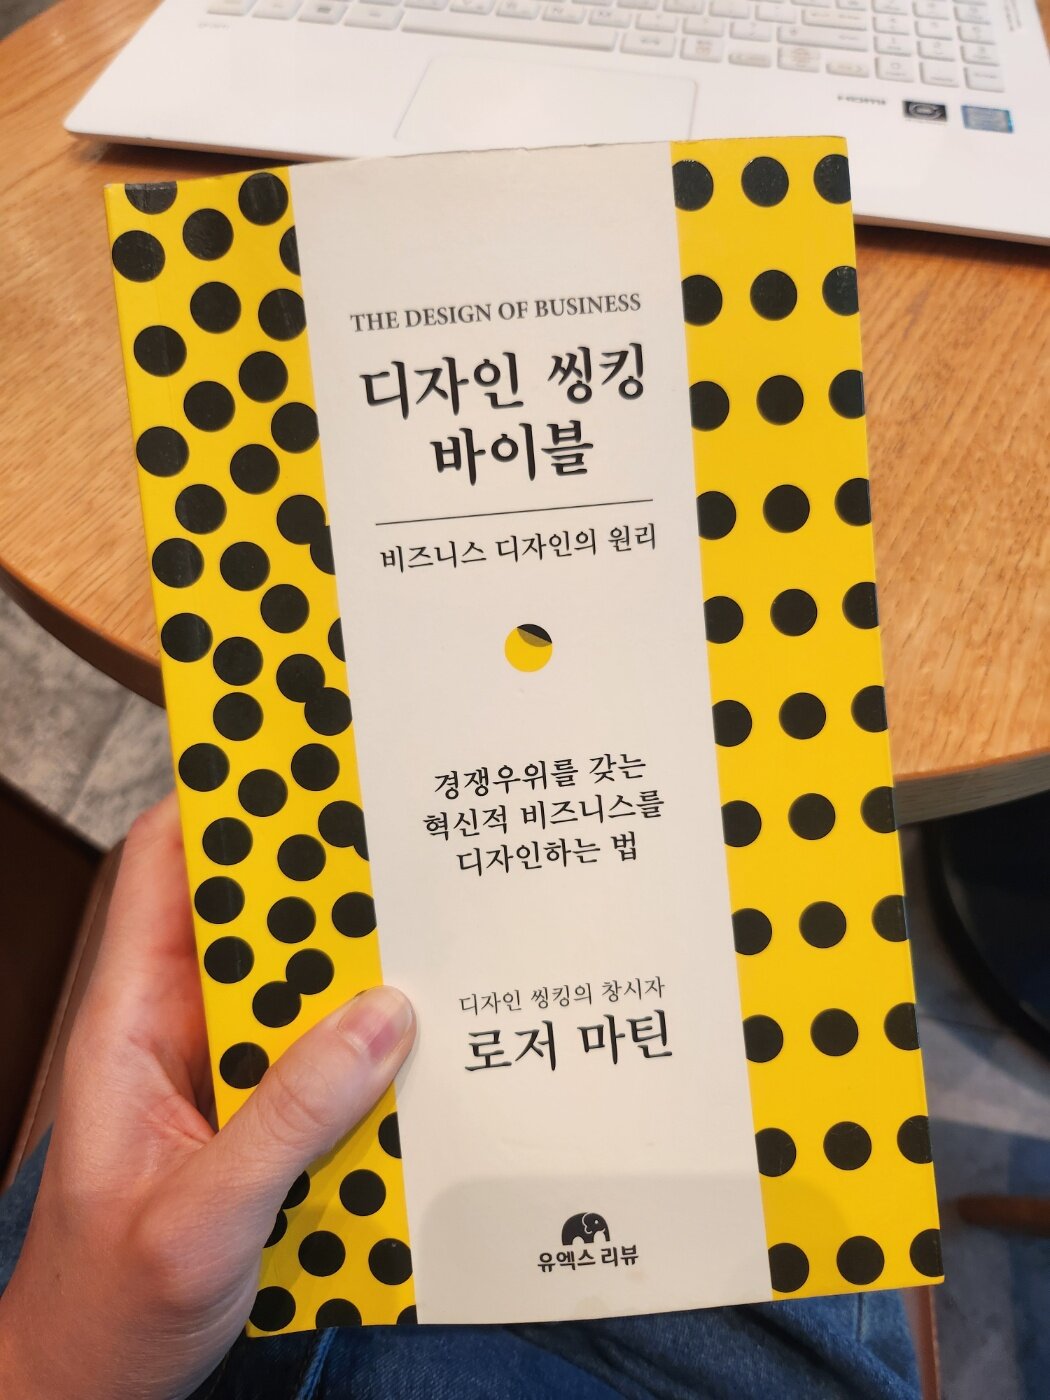 HDMI
THE DESIGN OF BUSINESS
디자인 씽킹
바이블
비즈니스 디자인의 원리
경쟁우위를 갖는
혁신적 비즈니스를
디자인하는 법
디자인 씽킹의 창시자
로저 마틴
유엑스 리뷰